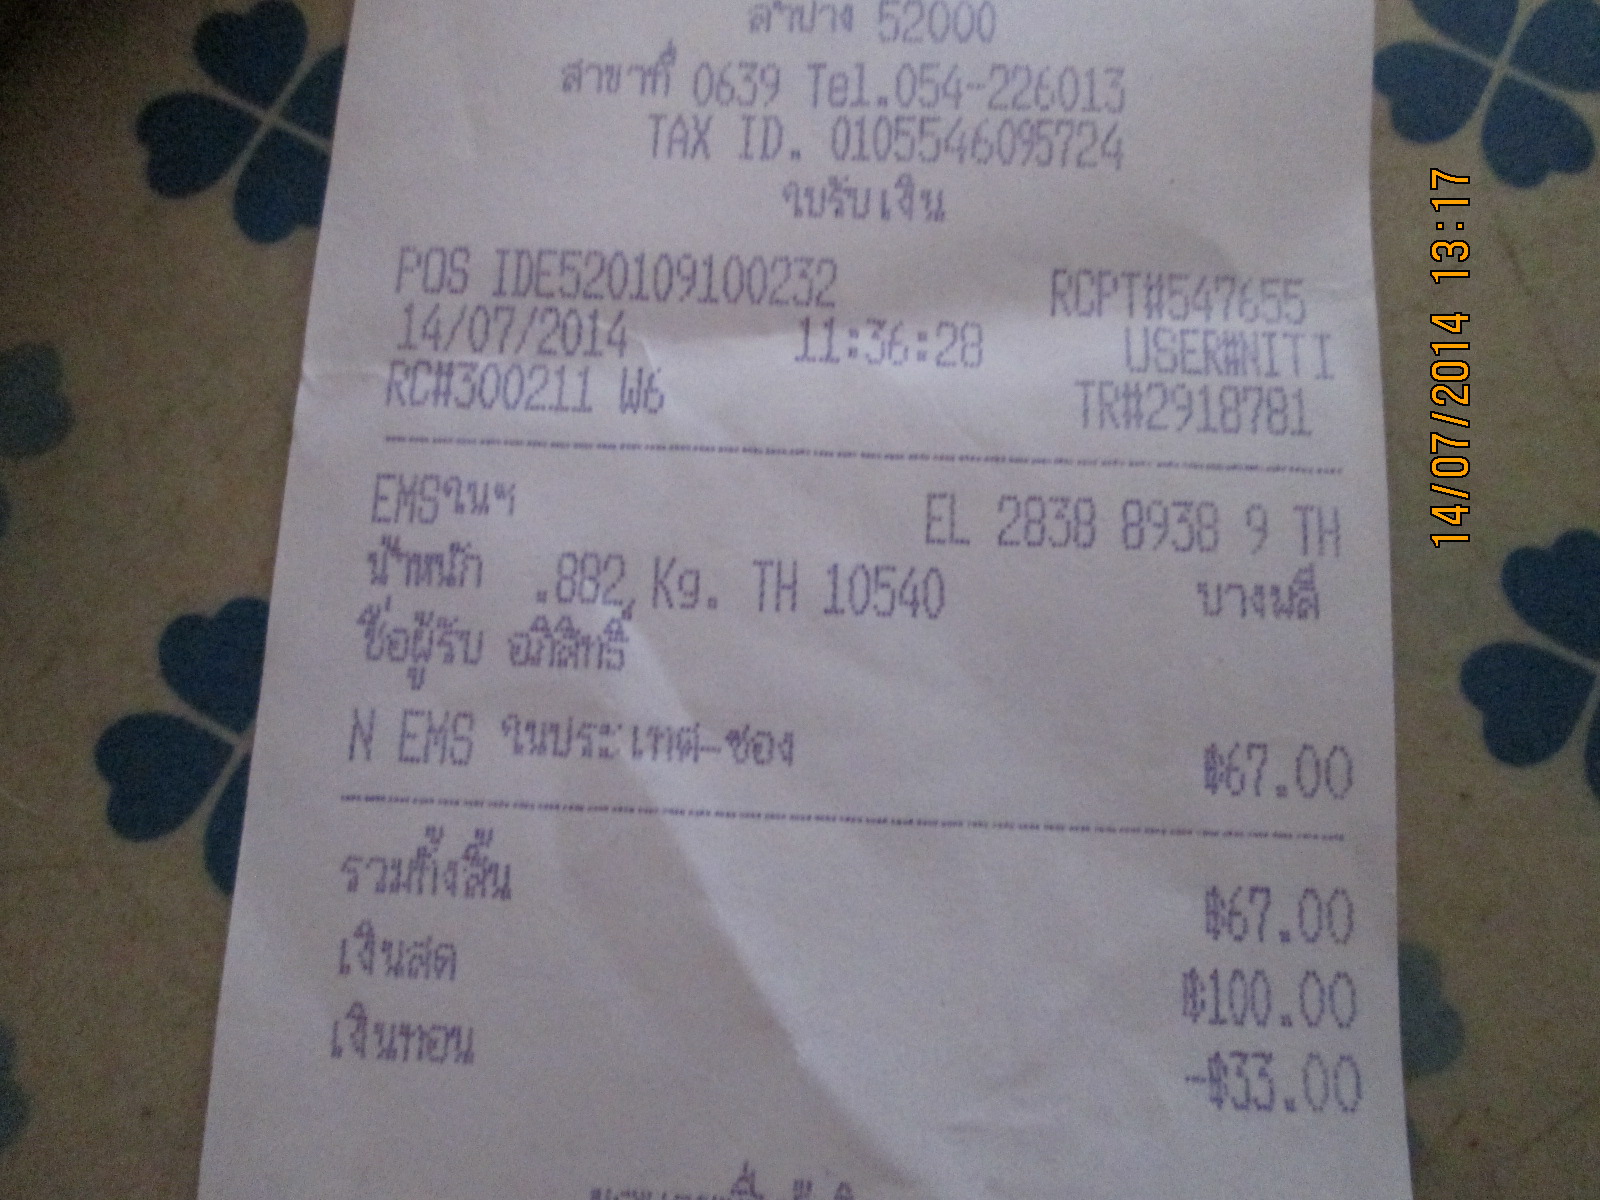 ลำปาง 52000
สาขาที่ 0639 Tel.054-226013
TAX ID. 0105546095724
ใบรับเงิน
POS IDE520109100232 RCPT#547655
14/07/2014 11:36:28 USER#NITI
RC#300211 W6 TR#2918781
EMSในฯ EL 2838 8938 9 TH
น้ำหนัก .882 Kg. TH 10540 บางพลี
ชื่อผู้รับ อภิสิทธิ์
N EMS ในประเทศ-ซอง ฿67.00
รวมทั้งสิ้น ฿67.00
เงินสด ฿100.00
เงินทอน -฿33.00
14/07/2014 13:17